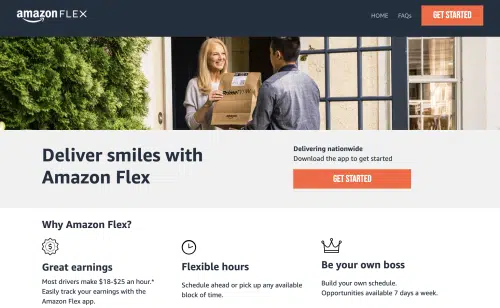 amazon FLEX
HOME
FAQs
GET STARTED
Deliver smiles with
Amazon Flex
Delivering nationwide
Download the app to get started
GET STARTED
Why Amazon Flex?
Great earnings
Most drivers make $18-$25 an hour.*
Easily track your earnings with the
Amazon Flex app.
Flexible hours
Schedule ahead or pick up any available
block of time.
Be your own boss
Build your own schedule.
Opportunities available 7 days a week.